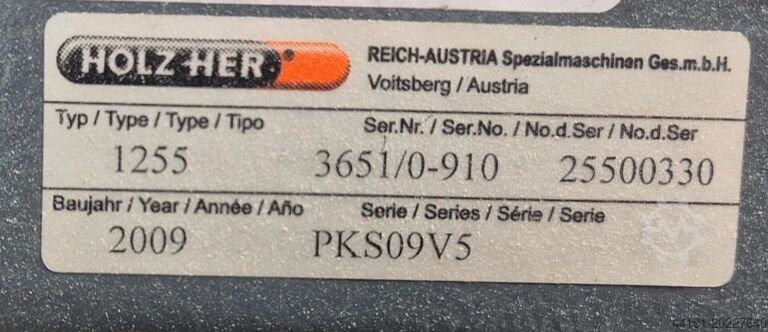 HOLZ-HER
REICH-AUSTRIA Spezialmaschinen Ges.m.b.H.
Voitsberg / Austria
Typ / Type / Type / Tipo
Ser.Nr. / Ser.No. / No.d.Ser / No.d.Ser
1255 3651/0-910 25500330
Baujahr / Year / Année / Año
Serie / Series / Série / Serie
2009 PKS09V5